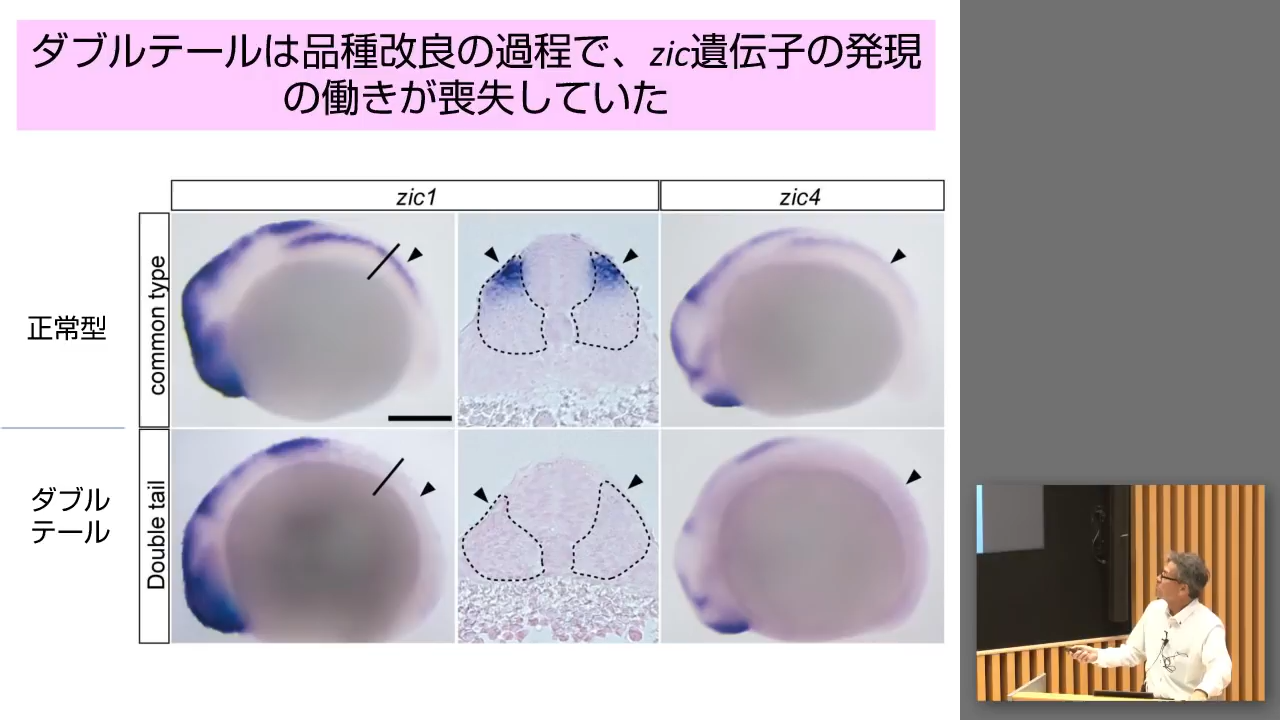 ダブルテールは品種改良の過程で、zic遺伝子の発現
の働きが喪失していた
zic1
zic4
common type
正常型
Double tail
ダブル
テール